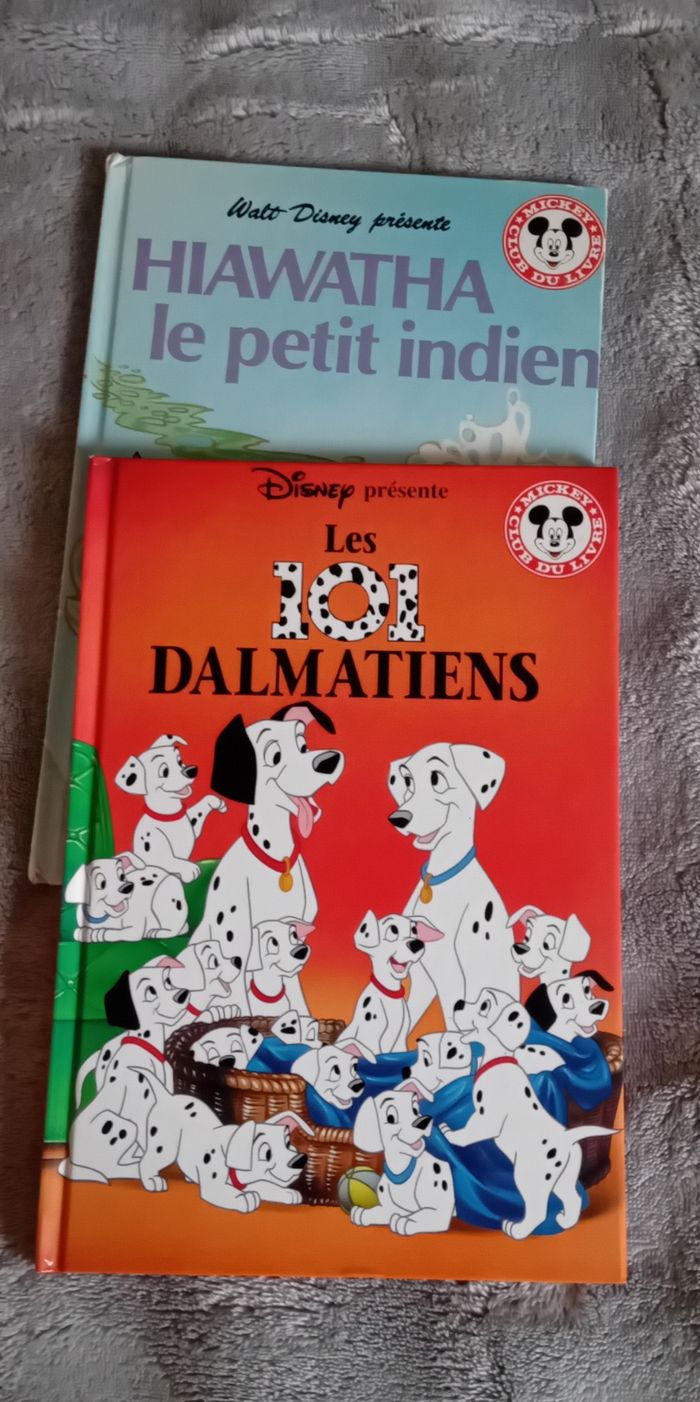 Walt Disney présente
MICKEY
CLUB DU LIVRE
HIAWATHA
le petit indien
Disney présente
MICKEY
CLUB DU LIVRE
Les
101
DALMATIENS